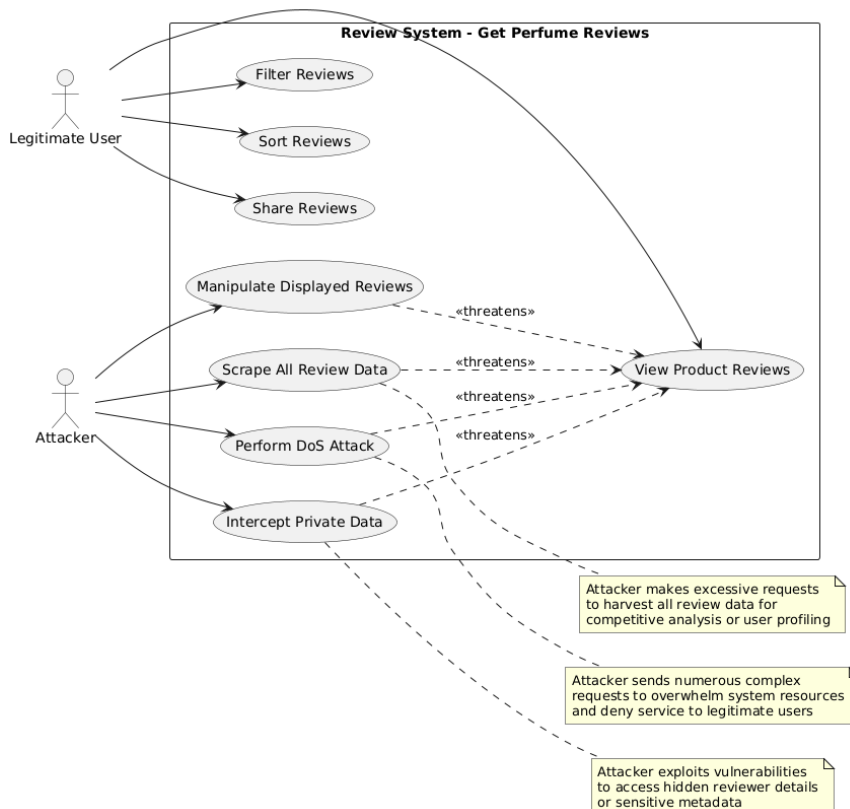 Review System - Get Perfume Reviews
Filter Reviews
Legitimate User
Sort Reviews
Share Reviews
Manipulate Displayed Reviews
«threatens»
Scrape All Review Data
«threatens»
View Product Reviews
«threatens»
Attacker
Perform DoS Attack
«threatens»
Intercept Private Data
Attacker makes excessive requests
to harvest all review data for
competitive analysis or user profiling
Attacker sends numerous complex
requests to overwhelm system resources
and deny service to legitimate users
Attacker exploits vulnerabilities
to access hidden reviewer details
or sensitive metadata